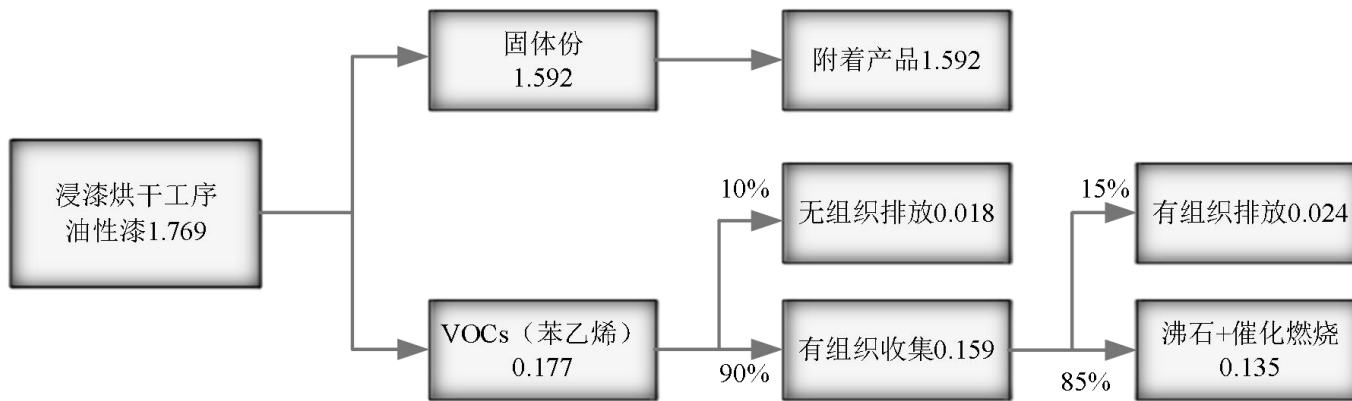 固体份
1.592
附着产品1.592
浸漆烘干工序
油性漆1.769
10%
无组织排放0.018
15%
有组织排放0.024
VOCs（苯乙烯）
0.177
90%
有组织收集0.159
85%
沸石+催化燃烧
0.135